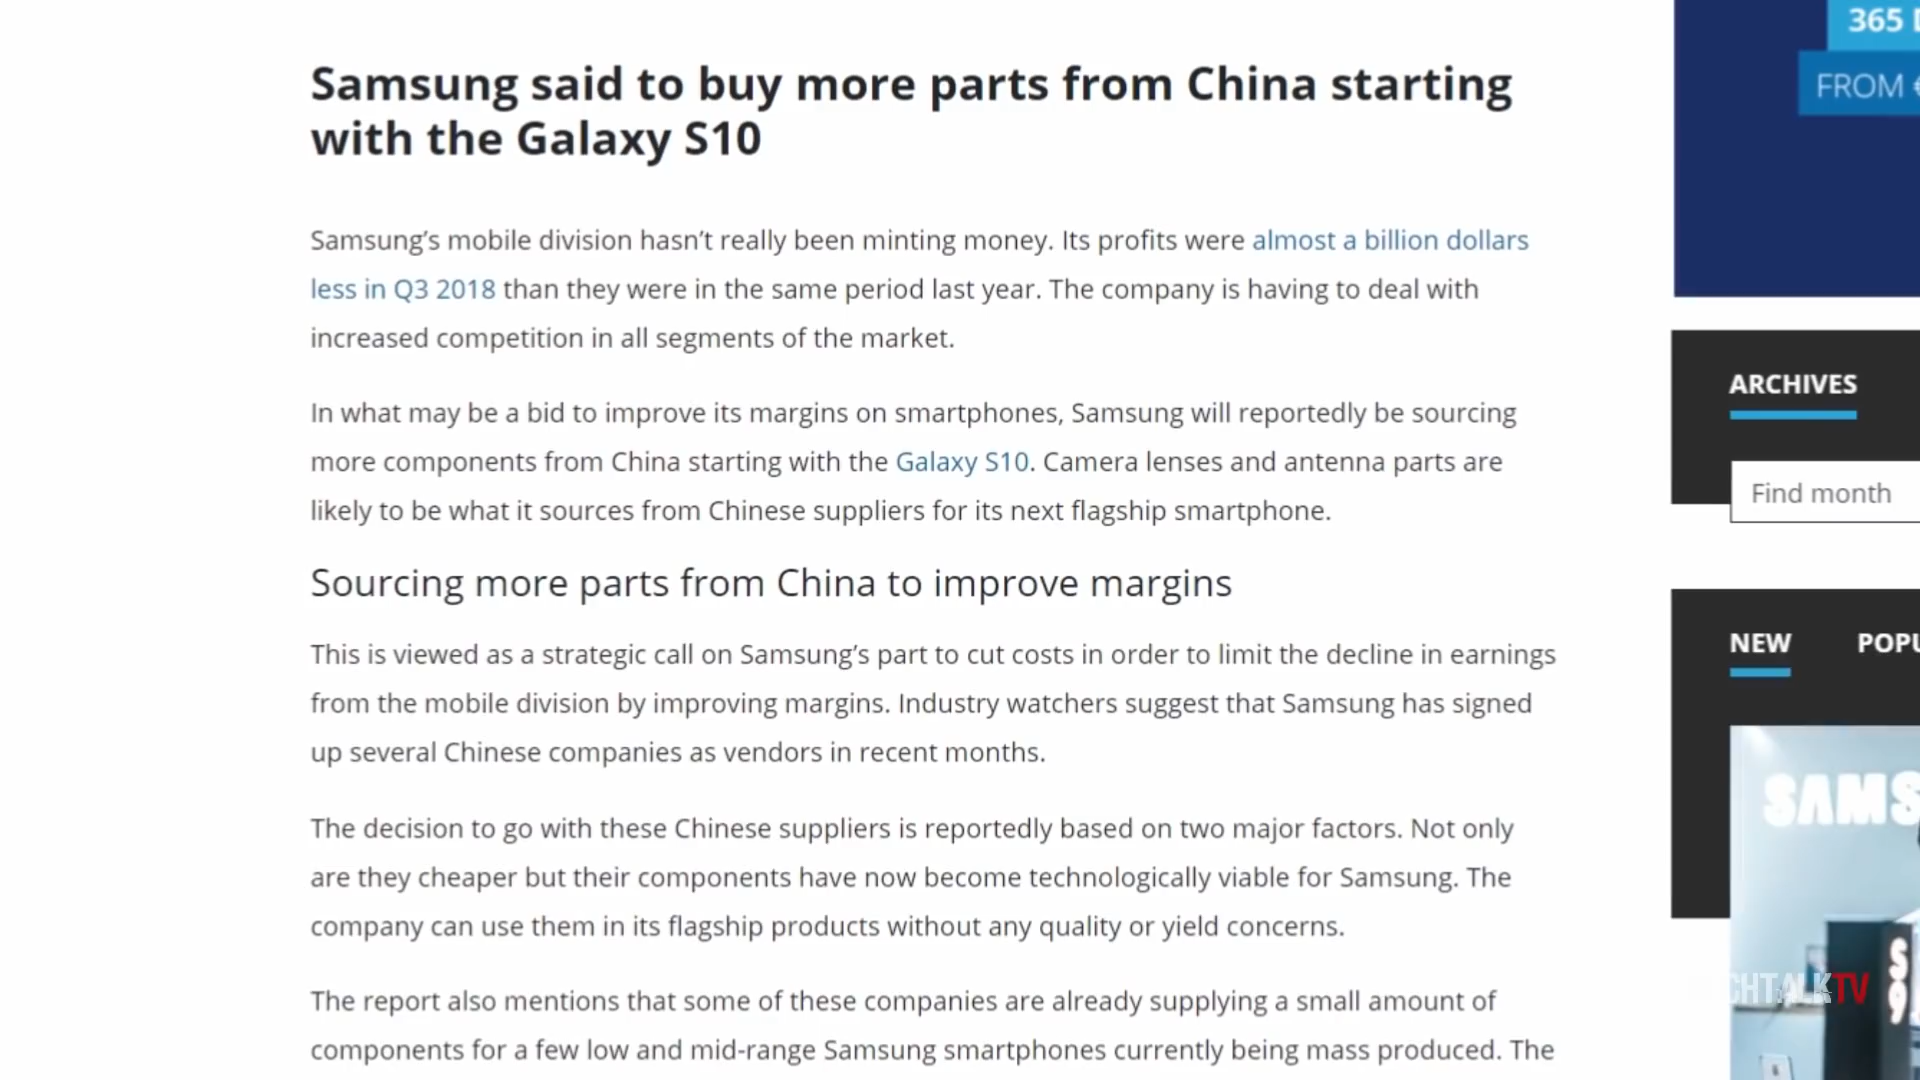 Samsung said to buy more parts from China starting
with the Galaxy S10
Samsung’s mobile division hasn’t really been minting money. Its profits were almost a billion dollars
less in Q3 2018 than they were in the same period last year. The company is having to deal with
increased competition in all segments of the market.
In what may be a bid to improve its margins on smartphones, Samsung will reportedly be sourcing
more components from China starting with the Galaxy S10. Camera lenses and antenna parts are
likely to be what it sources from Chinese suppliers for its next flagship smartphone.
Sourcing more parts from China to improve margins
This is viewed as a strategic call on Samsung’s part to cut costs in order to limit the decline in earnings
from the mobile division by improving margins. Industry watchers suggest that Samsung has signed
up several Chinese companies as vendors in recent months.
The decision to go with these Chinese suppliers is reportedly based on two major factors. Not only
are they cheaper but their components have now become technologically viable for Samsung. The
company can use them in its flagship products without any quality or yield concerns.
The report also mentions that some of these companies are already supplying a small amount of
components for a few low and mid-range Samsung smartphones currently being mass produced. The
365
FROM
ARCHIVES
Find month
NEW POPU
SAMS
S9
CHTALKTV